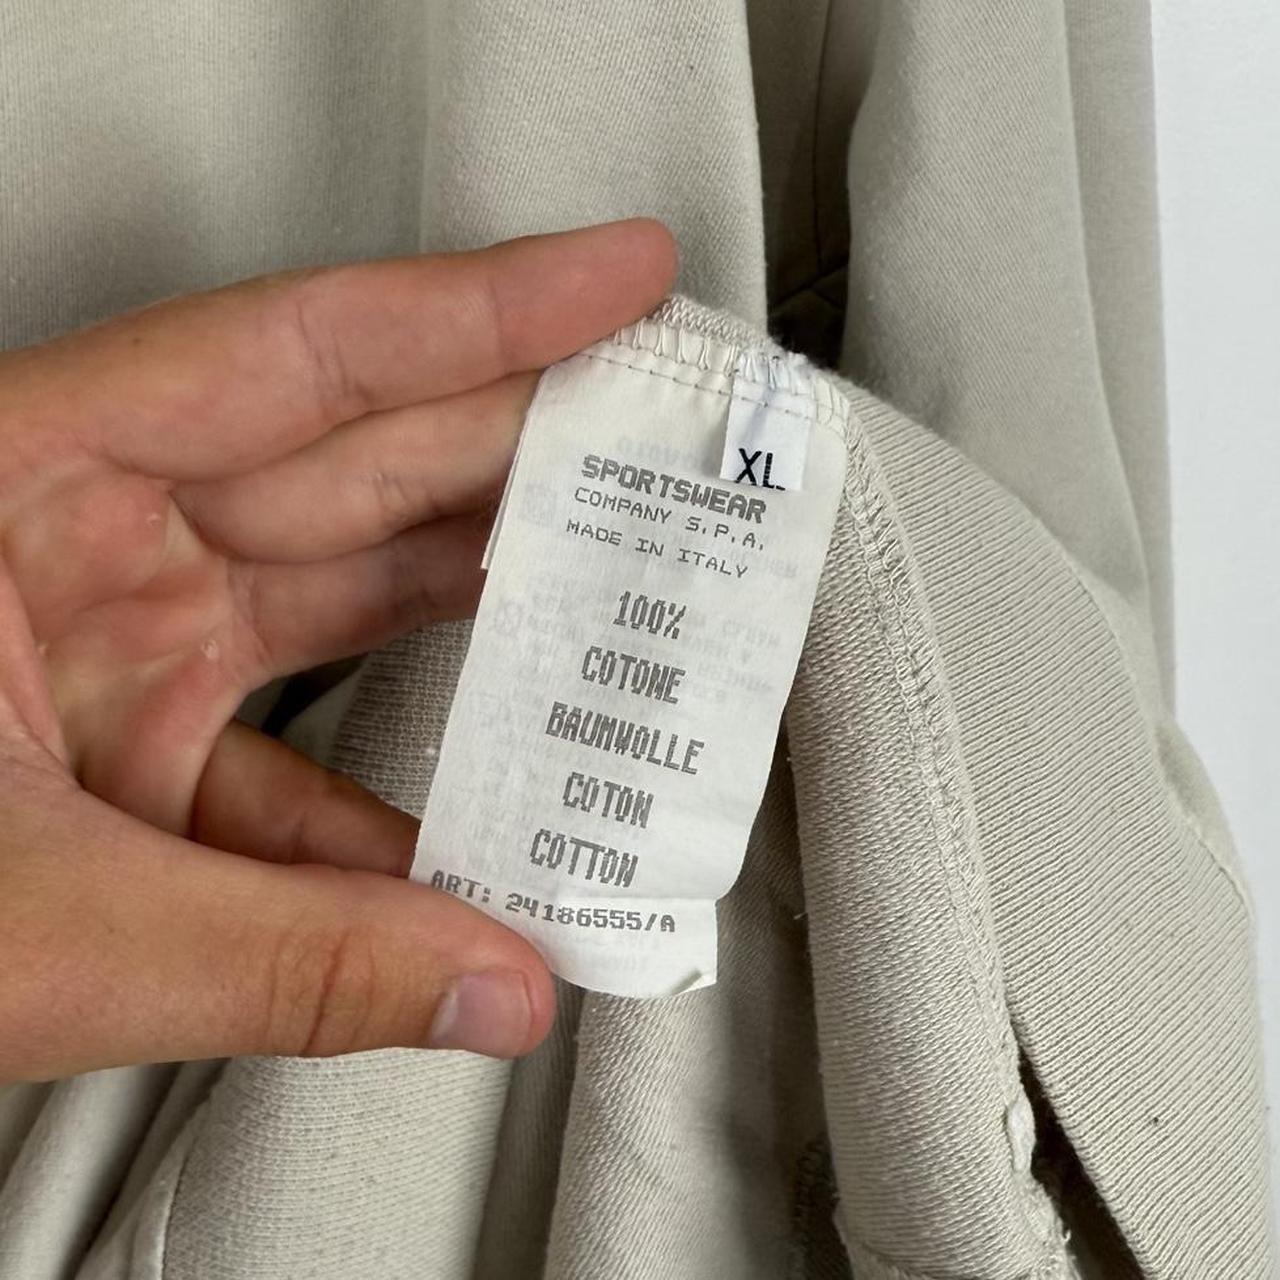 XL
SPORTSWEAR
COMPANY S.P.A.
MADE IN ITALY
100%
COTONE
BAUMWOLLE
COTON
COTTON
ART: 24186555/A